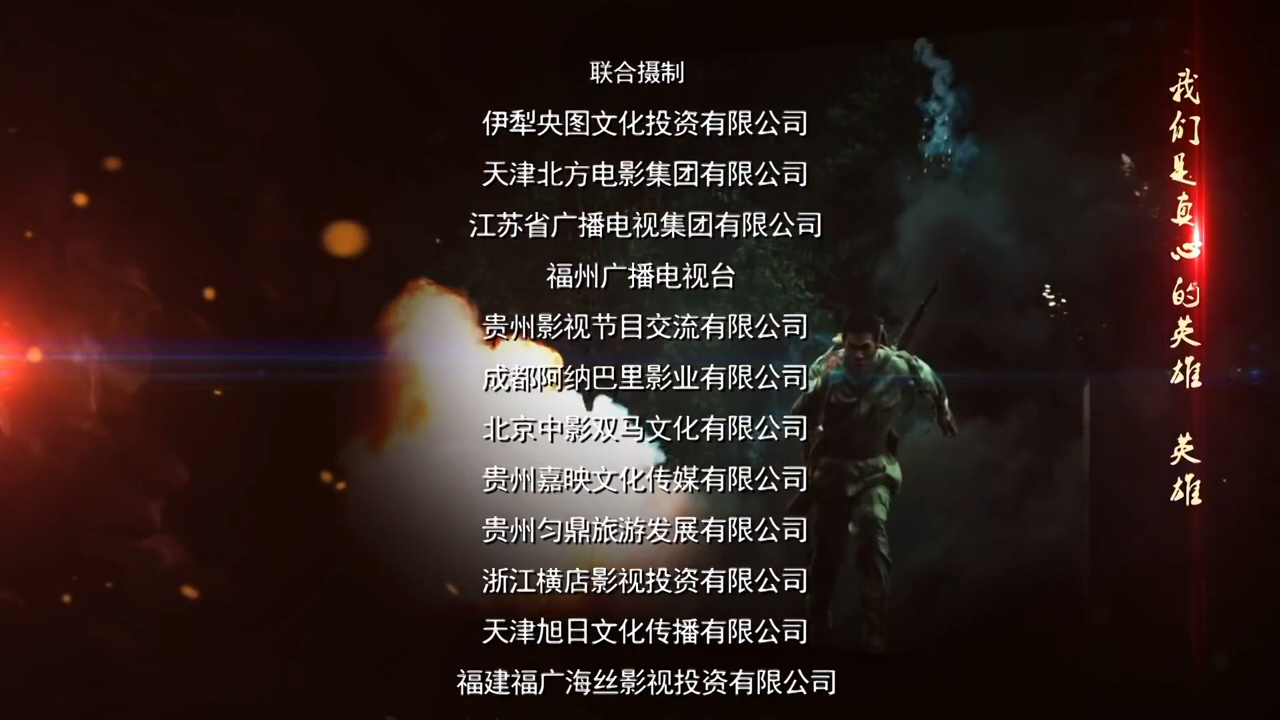 联合摄制
伊犁央图文化投资有限公司
天津北方电影集团有限公司
江苏省广播电视集团有限公司
福州广播电视台
贵州影视节目交流有限公司
成都阿纳巴里影业有限公司
北京中影双马文化有限公司
贵州嘉映文化传媒有限公司
贵州匀鼎旅游发展有限公司
浙江横店影视投资有限公司
天津旭日文化传播有限公司
福建福广海丝影视投资有限公司
我们是真心的英雄 英雄